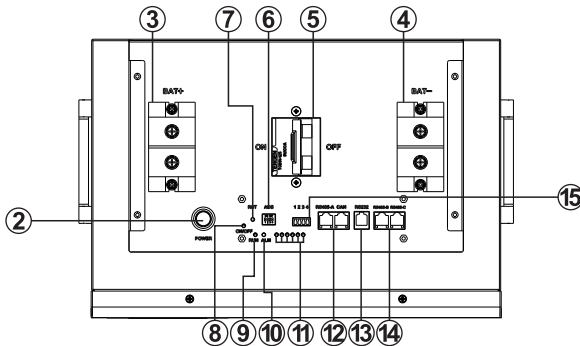 3 7 6 5 4
BAT+ BAT-
ON OFF
RST ADS 1 2 3 4
15
RS485-A CAN RS232 RS485-B RS485-C
2
POWER
ON/OFF
RUN ALM
8 9 10 11 12 13 14